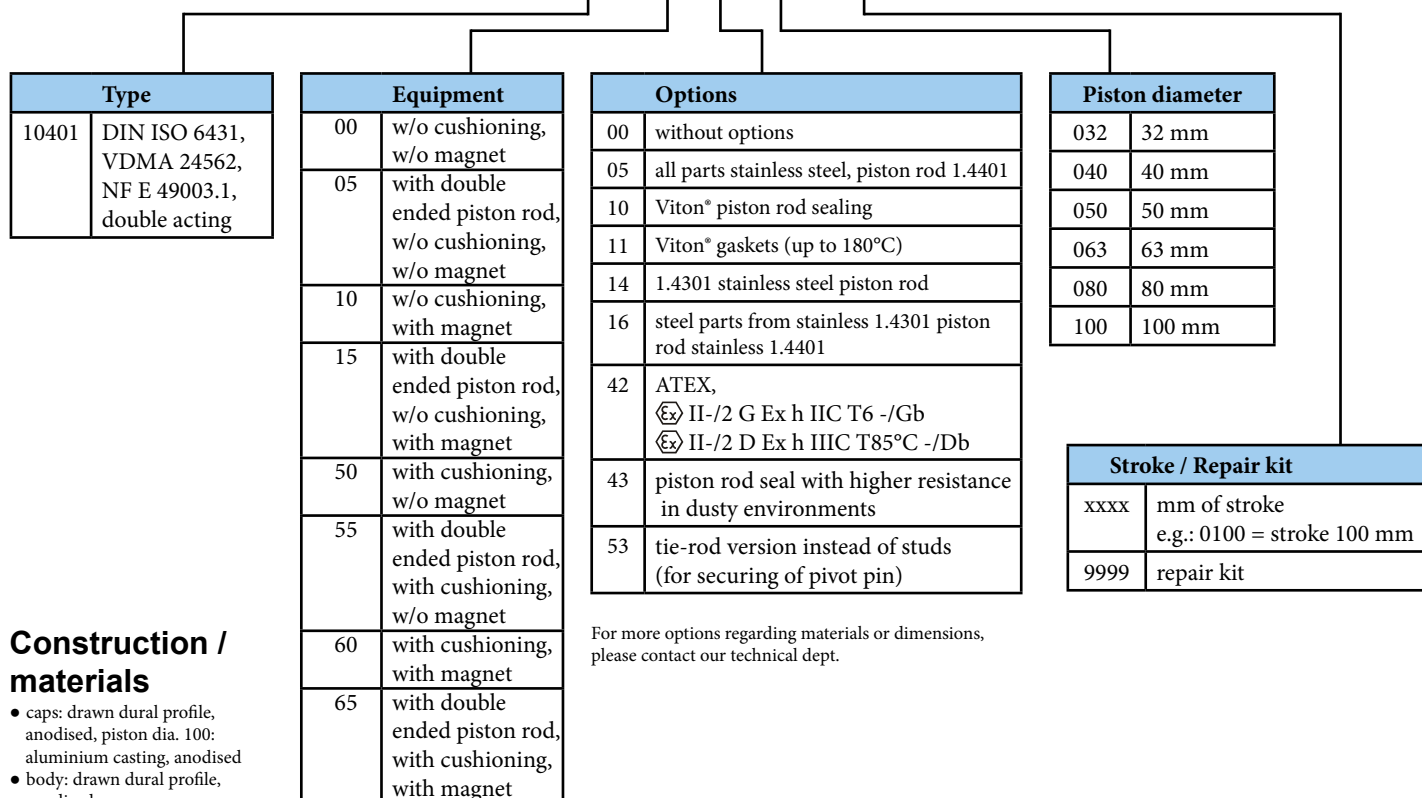 Type
10401 DIN ISO 6431,
VDMA 24562,
NF E 49003.1,
double acting
Equipment
00 w/o cushioning,
w/o magnet
05 with double
ended piston rod,
w/o cushioning,
w/o magnet
10 w/o cushioning,
with magnet
15 with double
ended piston rod,
w/o cushioning,
with magnet
50 with cushioning,
w/o magnet
55 with double
ended piston rod,
with cushioning,
w/o magnet
60 with cushioning,
with magnet
65 with double
ended piston rod,
with cushioning,
with magnet
Options
00 without options
05 all parts stainless steel, piston rod 1.4401
10 Viton® piston rod sealing
11 Viton® gaskets (up to 180°C)
14 1.4301 stainless steel piston rod
16 steel parts from stainless 1.4301 piston
rod stainless 1.4401
42 ATEX,
Ex II-/2 G Ex h IIC T6 -/Gb
Ex II-/2 D Ex h IIIC T85°C -/Db
43 piston rod seal with higher resistance
in dusty environments
53 tie-rod version instead of studs
(for securing of pivot pin)
For more options regarding materials or dimensions,
please contact our technical dept.
Piston diameter
032 32 mm
040 40 mm
050 50 mm
063 63 mm
080 80 mm
100 100 mm
Stroke / Repair kit
xxxx mm of stroke
e.g.: 0100 = stroke 100 mm
9999 repair kit
Construction /
materials
● caps: drawn dural profile,
anodised, piston dia. 100:
aluminium casting, anodised
● body: drawn dural profile,